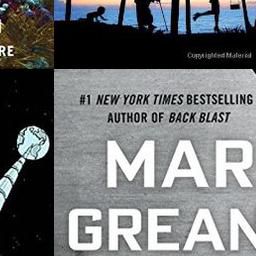 RE
Copyrighted Material
#1 NEW YORK TIMES BESTSELLING
AUTHOR OF BACK BLAST
MAR
GREAN